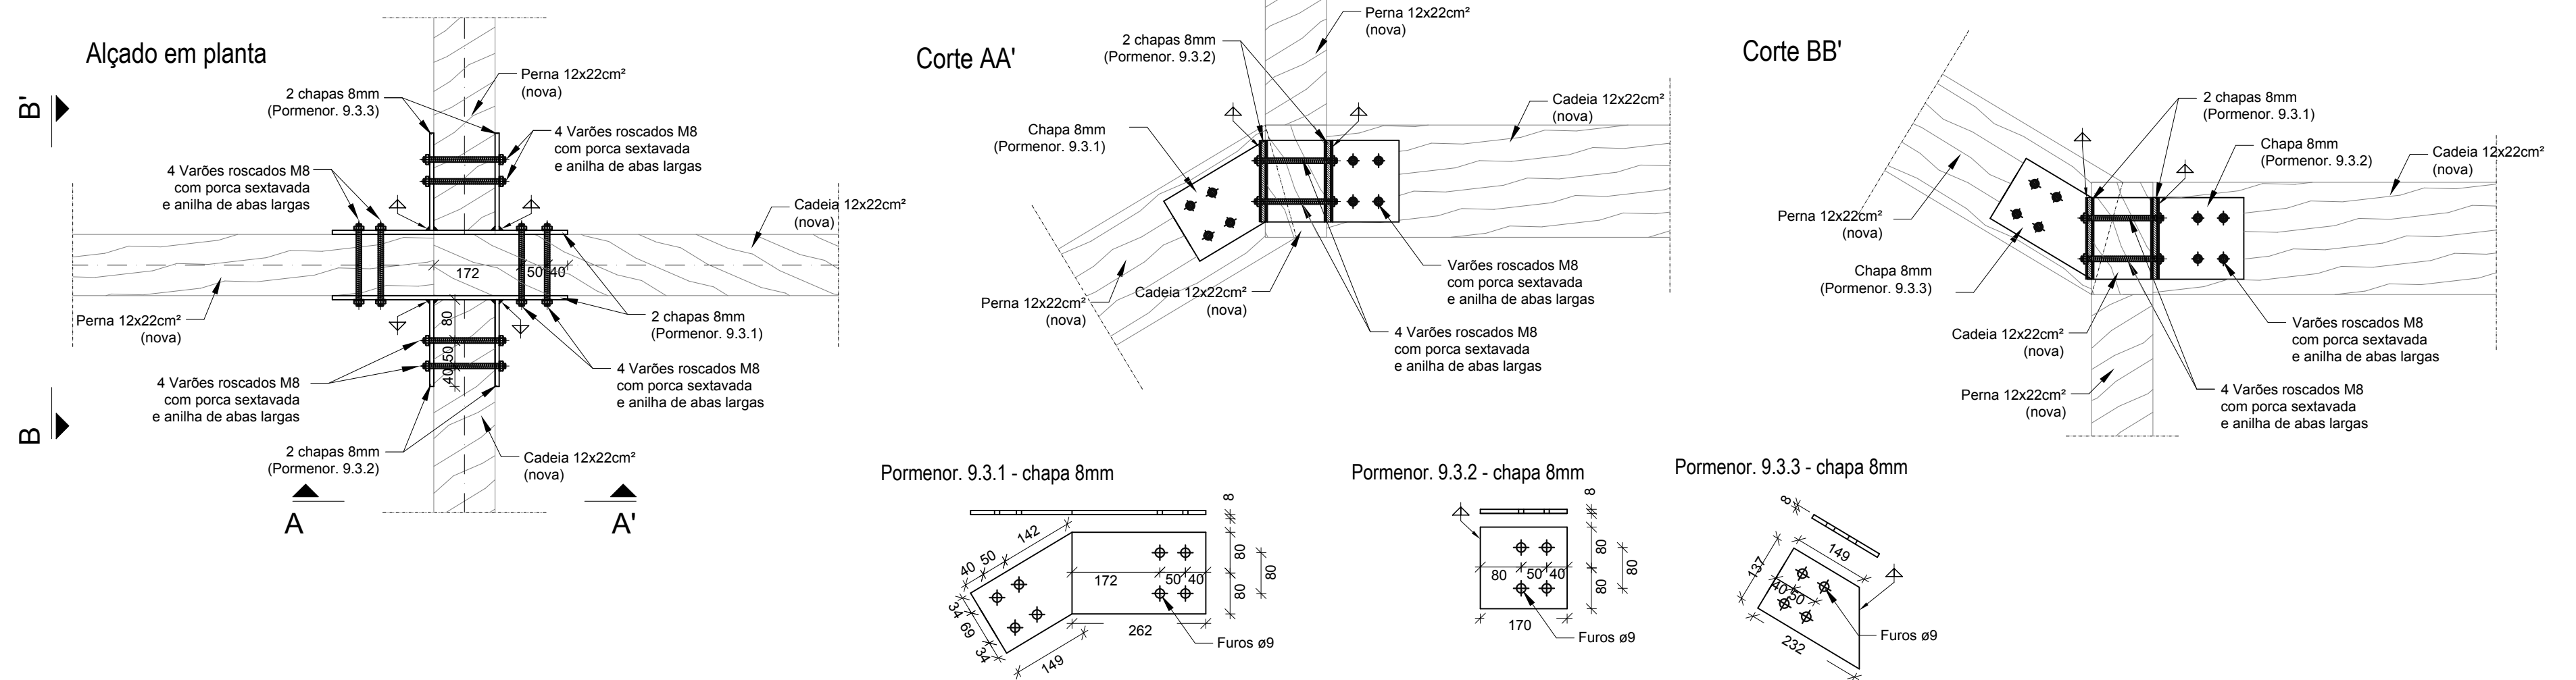 Alçado em planta
B'
B
A
A'
2 chapas 8mm
(Pormenor. 9.3.3)
Perna 12x22cm²
(nova)
4 Varões roscados M8
com porca sextavada
e anilha de abas largas
4 Varões roscados M8
com porca sextavada
e anilha de abas largas
Cadeia 12x22cm²
(nova)
172
50
40
Perna 12x22cm²
(nova)
80
50
40
2 chapas 8mm
(Pormenor. 9.3.1)
4 Varões roscados M8
com porca sextavada
e anilha de abas largas
4 Varões roscados M8
com porca sextavada
e anilha de abas largas
2 chapas 8mm
(Pormenor. 9.3.2)
Cadeia 12x22cm²
(nova)
Corte AA'
Perna 12x22cm²
(nova)
2 chapas 8mm
(Pormenor. 9.3.2)
Cadeia 12x22cm²
(nova)
Chapa 8mm
(Pormenor. 9.3.1)
Perna 12x22cm²
(nova)
Cadeia 12x22cm²
(nova)
Varões roscados M8
com porca sextavada
e anilha de abas largas
4 Varões roscados M8
com porca sextavada
e anilha de abas largas
Corte BB'
2 chapas 8mm
(Pormenor. 9.3.1)
Chapa 8mm
(Pormenor. 9.3.2)
Cadeia 12x22cm²
(nova)
Perna 12x22cm²
(nova)
Chapa 8mm
(Pormenor. 9.3.3)
Cadeia 12x22cm²
(nova)
Perna 12x22cm²
(nova)
Varões roscados M8
com porca sextavada
e anilha de abas largas
4 Varões roscados M8
com porca sextavada
e anilha de abas largas
Pormenor. 9.3.1 - chapa 8mm
8
142
50
40
34
69
34
149
172
50
40
262
80
80
80
Furos ø9
Pormenor. 9.3.2 - chapa 8mm
8
80
50
40
170
80
80
80
Furos ø9
Pormenor. 9.3.3 - chapa 8mm
8
149
137
40
50
232
Furos ø9